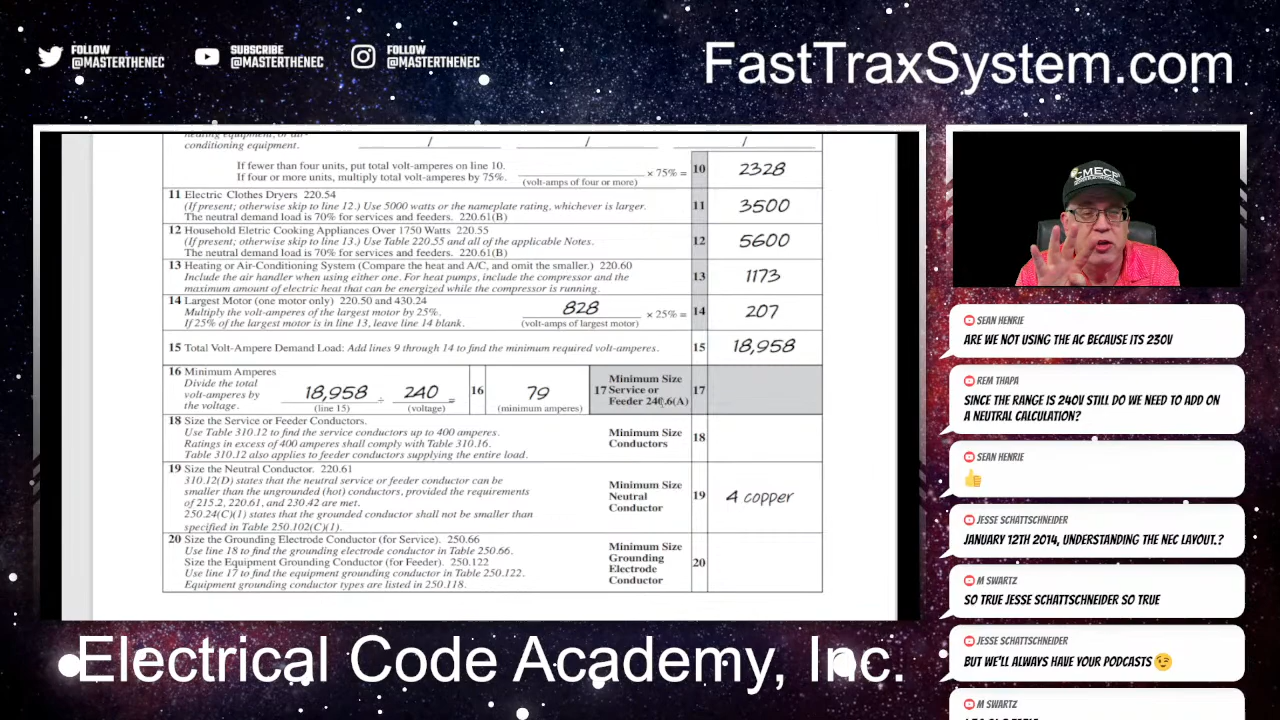 FOLLOW
@MASTERTHENEC
SUBSCRIBE
@MASTERTHENEC
FOLLOW
@MASTERTHENEC
FastTraxSystem.com
conditioning equipment. / / /
If fewer than four units, put total volt-amperes on line 10.
If four or more units, multiply total volt-amperes by 75%. × 75% = 10 2328
(volt-amps of four or more)
11 Electric Clothes Dryers 220.54
(If present; otherwise skip to line 12.) Use 5000 watts or the nameplate rating, whichever is larger. 11 3500
The neutral demand load is 70% for services and feeders. 220.61(B)
12 Household Eletric Cooking Appliances Over 1750 Watts 220.55
(If present; otherwise skip to line 13.) Use Table 220.55 and all of the applicable Notes. 12 5600
The neutral demand load is 70% for services and feeders. 220.61(B)
13 Heating or Air-Conditioning System (Compare the heat and A/C, and omit the smaller.) 220.60
Include the air handler when using either one. For heat pumps, include the compressor and the 13 1173
maximum amount of electric heat that can be energized while the compressor is running.
14 Largest Motor (one motor only) 220.50 and 430.24
Multiply the volt-amperes of the largest motor by 25%. 828 × 25% = 14 207
If 25% of the largest motor is in line 13, leave line 14 blank. (volt-amps of largest motor)
15 Total Volt-Ampere Demand Load: Add lines 9 through 14 to find the minimum required volt-amperes. 15 18,958
16 Minimum Amperes
Divide the total
volt-amperes by
the voltage.
18,958 ÷ 240 = 16 79
(line 15) (voltage) (minimum amperes)
Minimum Size
17 Service or 17
Feeder 240.6(A)
18 Size the Service or Feeder Conductors.
Use Table 310.12 to find the service conductors up to 400 amperes.
Ratings in excess of 400 amperes shall comply with Table 310.16.
Table 310.12 also applies to feeder conductors supplying the entire load.
Minimum Size
Conductors 18
19 Size the Neutral Conductor. 220.61
310.12(D) states that the neutral service or feeder conductor can be
smaller than the ungrounded (hot) conductors, provided the requirements
of 215.2, 220.61, and 230.42 are met.
250.24(C)(1) states that the grounded conductor shall not be smaller than
specified in Table 250.102(C)(1).
Minimum Size
Neutral 19 4 copper
Conductor
20 Size the Grounding Electrode Conductor (for Service). 250.66
Use line 18 to find the grounding electrode conductor in Table 250.66.
Size the Equipment Grounding Conductor (for Feeder). 250.122
Use line 17 to find the equipment grounding conductor in Table 250.122.
Equipment grounding conductor types are listed in 250.118.
Minimum Size
Grounding 20
Electrode
Conductor
MECP
SEAN HENRIE
ARE WE NOT USING THE AC BECAUSE ITS 230V
REM THAPA
SINCE THE RANGE IS 240V STILL DO WE NEED TO ADD ON
A NEUTRAL CALCULATION?
SEAN HENRIE
👍
JESSE SCHATTSCHNEIDER
JANUARY 12TH 2014, UNDERSTANDING THE NEC LAYOUT.?
M SWARTZ
SO TRUE JESSE SCHATTSCHNEIDER SO TRUE
JESSE SCHATTSCHNEIDER
BUT WE'LL ALWAYS HAVE YOUR PODCASTS 😉
M SWARTZ
Electrical Code Academy, Inc.